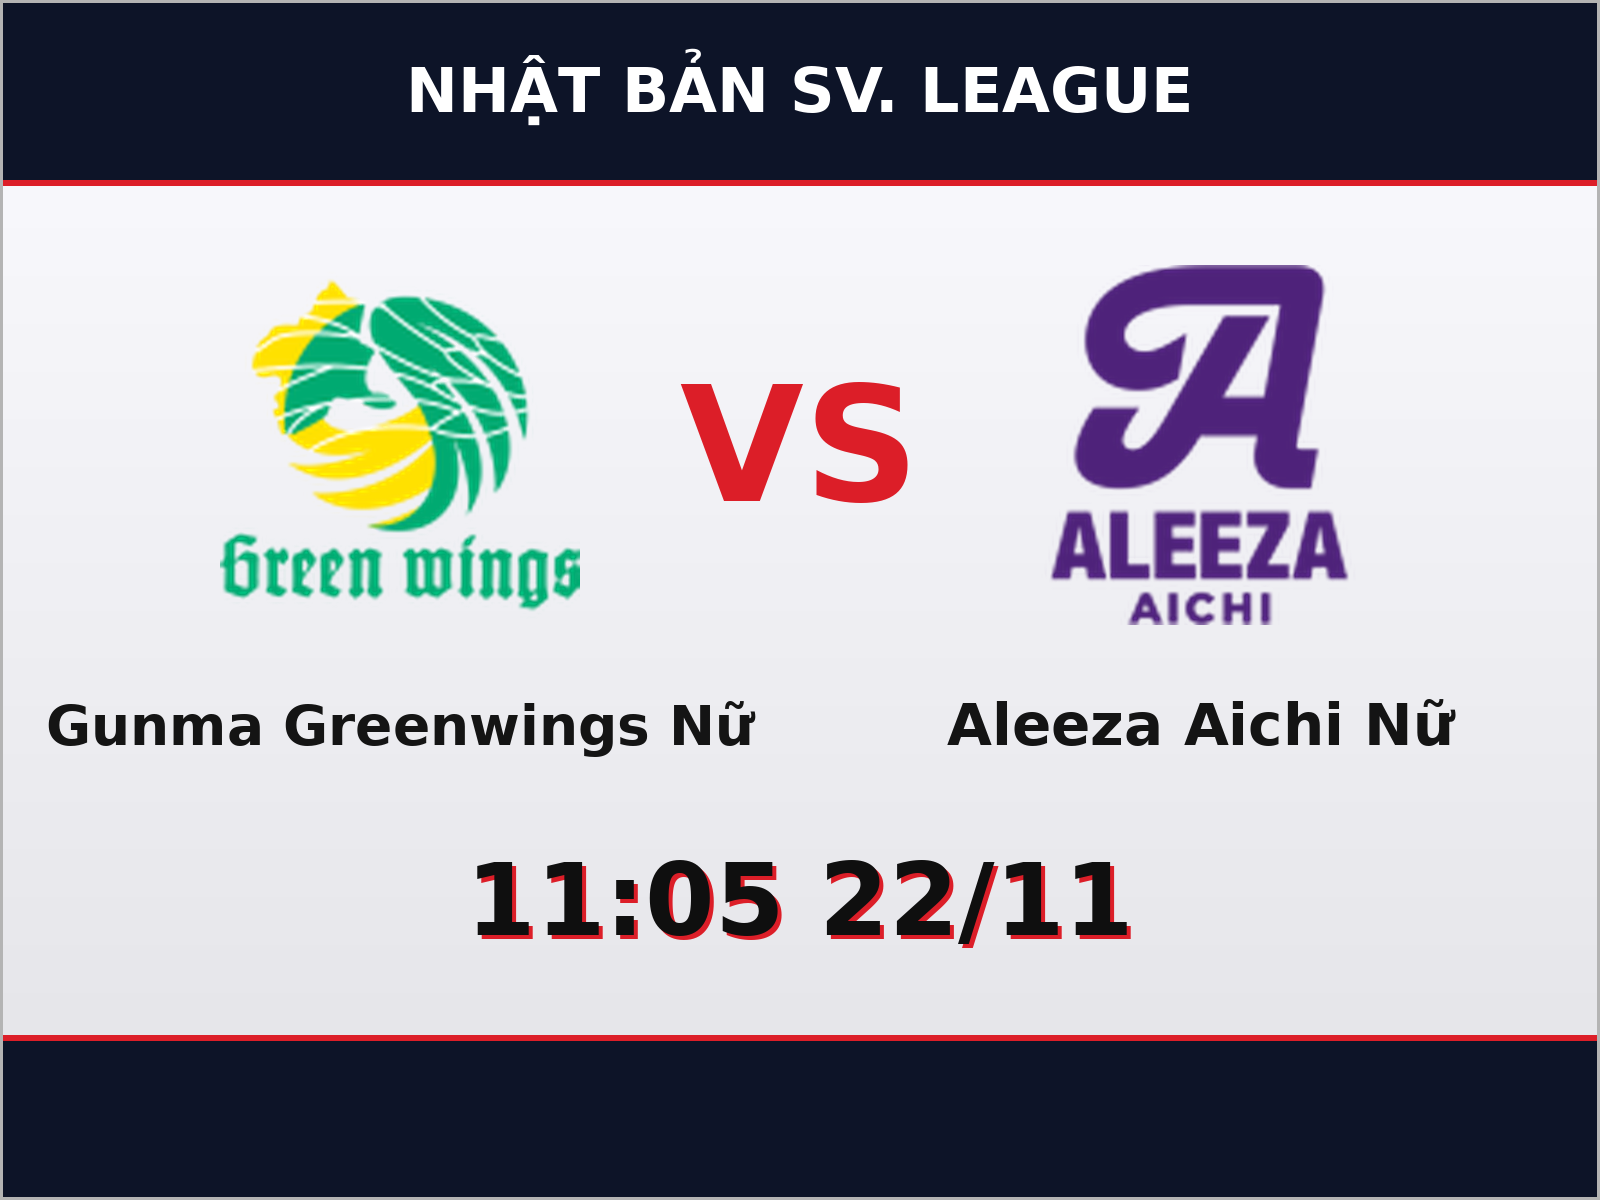 NHẬT BẢN SV. LEAGUE
Green wings
VS
ALEEZA
AICHI
Gunma Greenwings Nữ
Aleeza Aichi Nữ
11:05 22/11